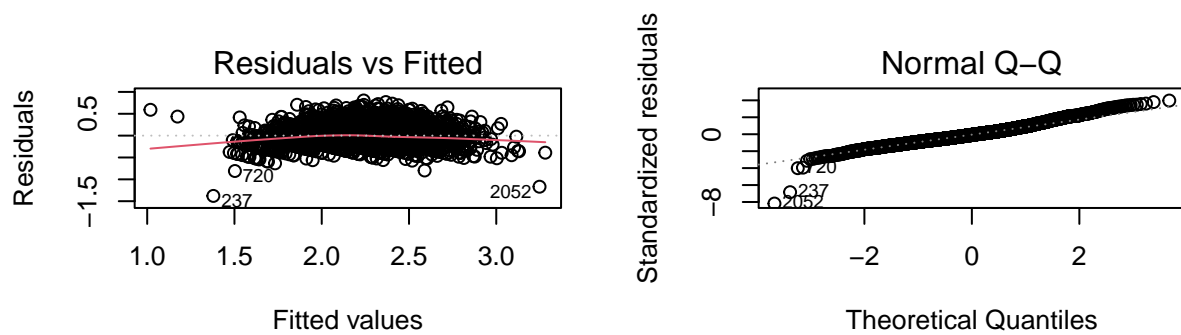 Residuals vs Fitted
Residuals
0.5
−1.5
720
237
2052
1.0 1.5 2.0 2.5 3.0
Fitted values
Normal Q−Q
Standardized residuals
0
−8
720
237
2052
−2 0 2
Theoretical Quantiles